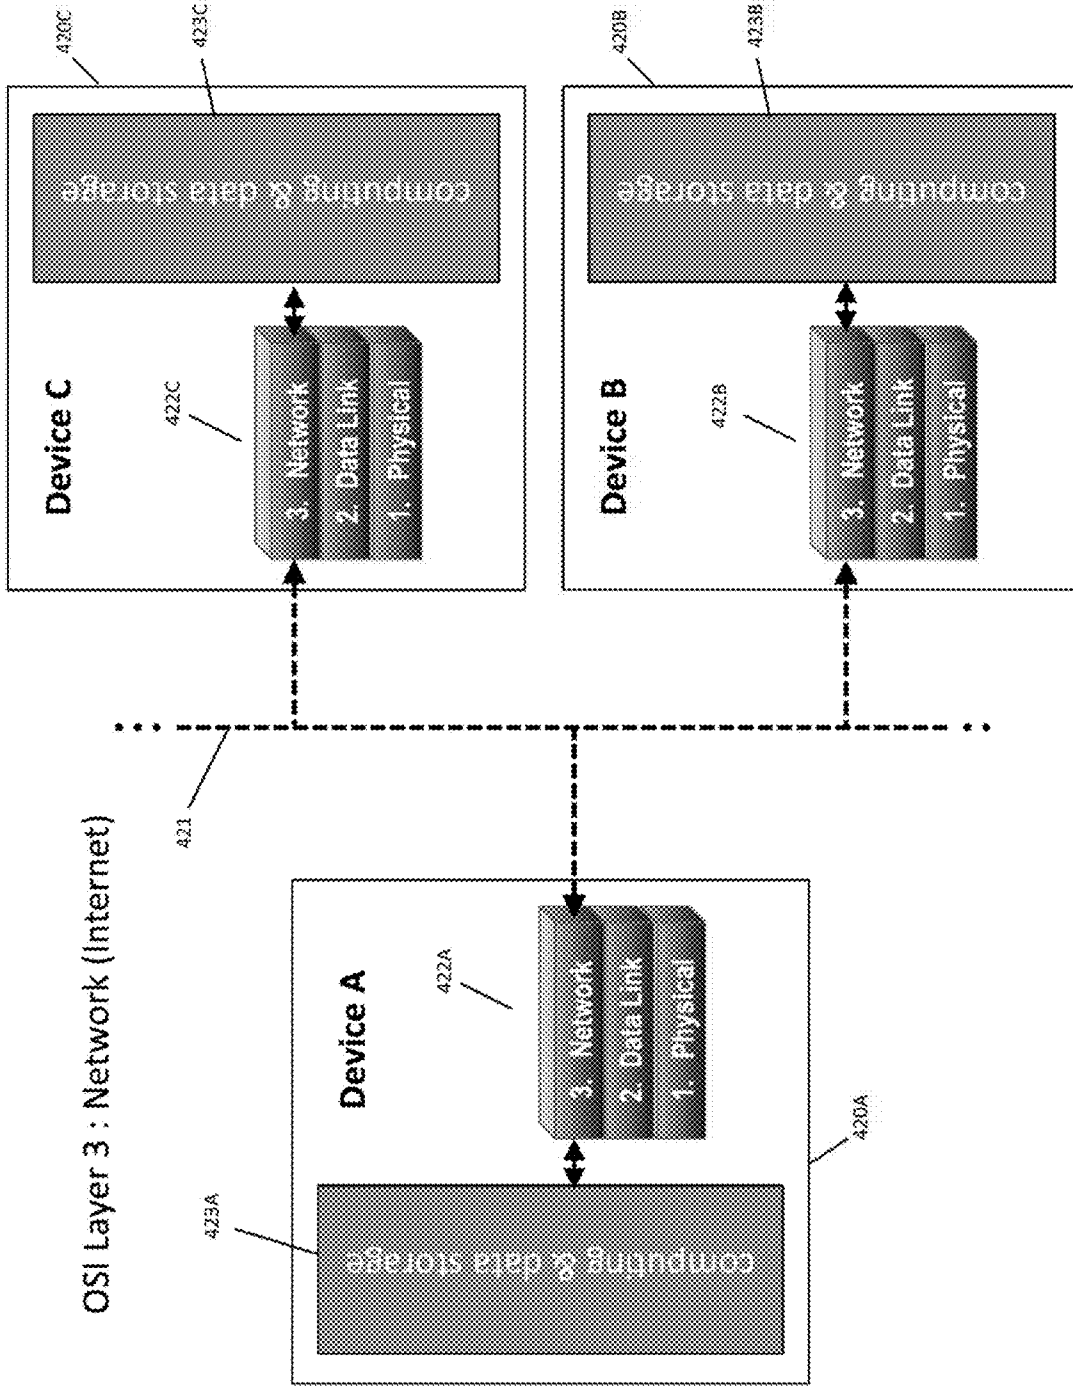 OSI Layer 3 : Network (Internet)
421
Device A
420A
422A
3. Network
2. Data Link
1. Physical
423A
computing & data storage
Device C
420C
422C
3. Network
2. Data Link
1. Physical
423C
computing & data storage
Device B
420B
422B
3. Network
2. Data Link
1. Physical
423B
computing & data storage